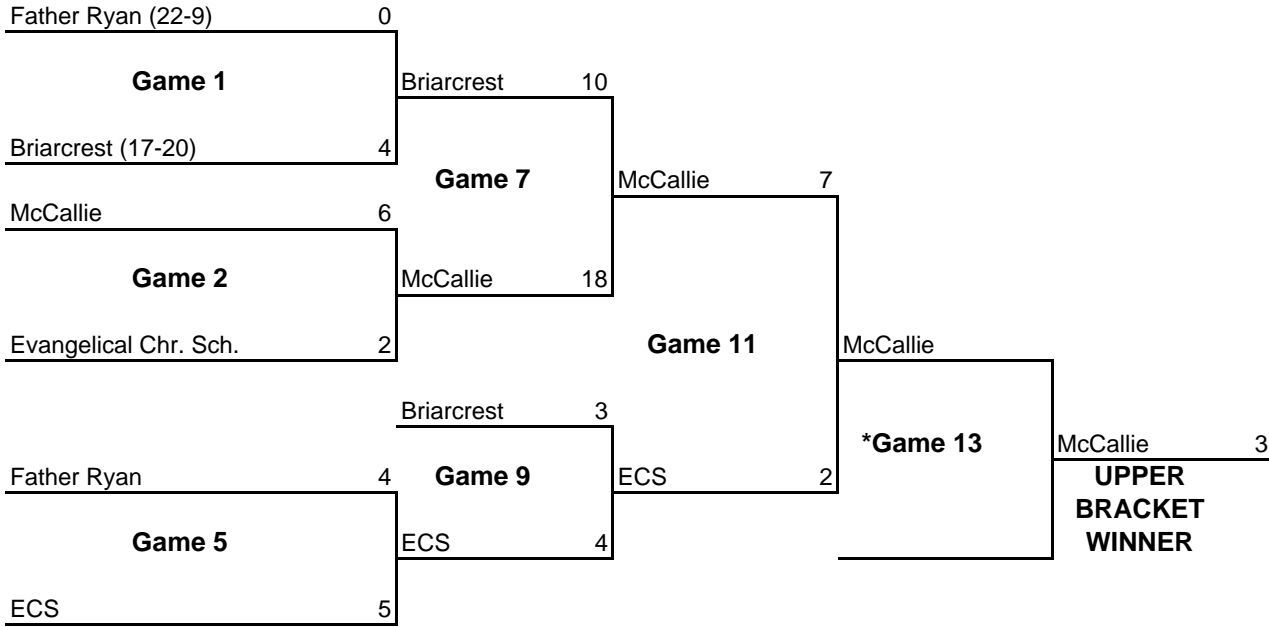 Father Ryan (22-9) 0
Game 1
Briarcrest 10
Briarcrest (17-20) 4
Game 7
McCallie 7
McCallie 6
Game 2
McCallie 18
Evangelical Chr. Sch. 2
Game 11
McCallie
Briarcrest 3
*Game 13
McCallie 3
Father Ryan 4
Game 9
ECS 2
UPPER
BRACKET
WINNER
Game 5
ECS 4
ECS 5